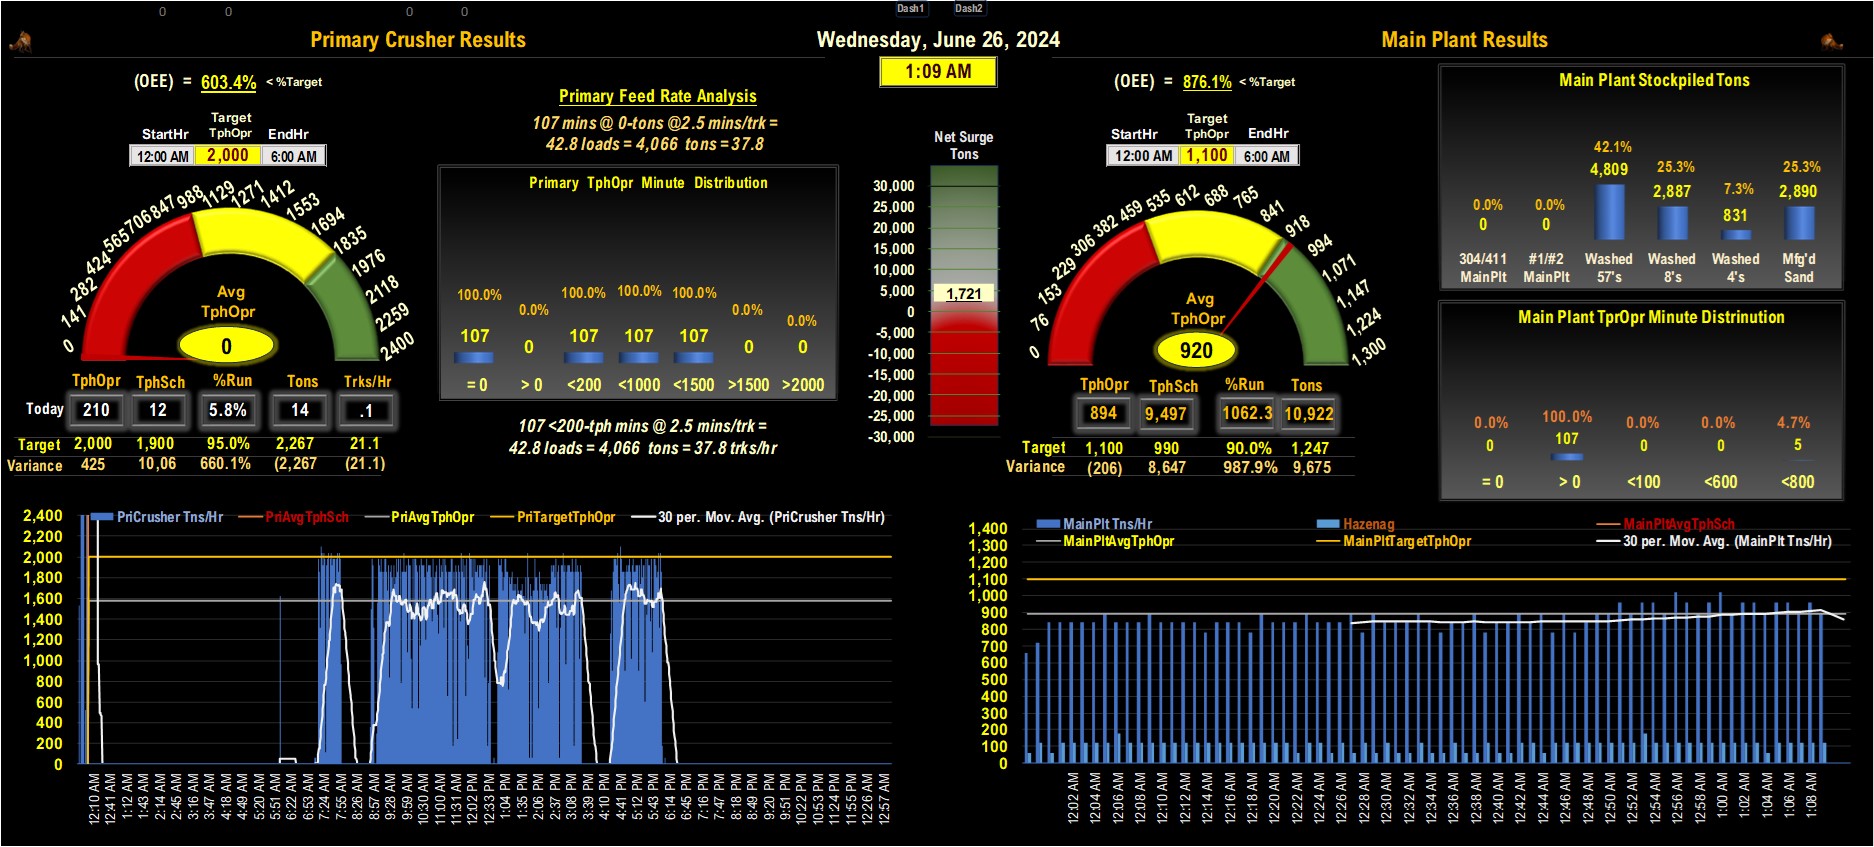 0 0 0 0
Dash1 Dash2
Primary Crusher Results
Wednesday, June 26, 2024
Main Plant Results
1:09 AM
(OEE) = 603.4% < %Target
Target
StartHr TphOpr EndHr
12:00 AM 2,000 6:00 AM
0 141 282 424 565 706 847 988 1129 1271 1412 1553 1694 1835 1976 2118 2259 2400
Avg
TphOpr
0
TphOpr TphSch %Run Tons Trks/Hr
Today 210 12 5.8% 14 .1
Target 2,000 1,900 95.0% 2,267 21.1
Variance 425 10,06 660.1% (2,267 (21.1)
Primary Feed Rate Analysis
107 mins @ 0-tons @2.5 mins/trk =
42.8 loads = 4,066 tons = 37.8
Primary TphOpr Minute Distribution
100.0% 0.0% 100.0% 100.0% 100.0% 0.0% 0.0%
107 0 107 107 107 0 0
= 0 > 0 <200 <1000 <1500 >1500 >2000
107 <200-tph mins @ 2.5 mins/trk =
42.8 loads = 4,066 tons = 37.8 trks/hr
Net Surge
Tons
30,000
25,000
20,000
15,000
10,000
5,000
1,721
0
-5,000
-10,000
-15,000
-20,000
-25,000
-30,000
(OEE) = 876.1% < %Target
Target
StartHr TphOpr EndHr
12:00 AM 1,100 6:00 AM
0 76 153 229 306 382 459 535 612 688 765 841 918 994 1,071 1,147 1,224 1,300
Avg
TphOpr
920
TphOpr TphSch %Run Tons
894 9,497 1062.3 10,922
Target 1,100 990 90.0% 1,247
Variance (206) 8,647 987.9% 9,675
Main Plant Stockpiled Tons
0.0% 0.0% 42.1% 25.3% 7.3% 25.3%
0 0 4,809 2,887 831 2,890
304/411 #1/#2 Washed Washed Washed Mfg'd
MainPlt MainPlt 57's 8's 4's Sand
Main Plant TprOpr Minute Distrinution
0.0% 100.0% 0.0% 0.0% 4.7%
0 107 0 0 5
= 0 > 0 <100 <600 <800
PriCrusher Tns/Hr PriAvgTphSch PriAvgTphOpr PriTargetTphOpr 30 per. Mov. Avg. (PriCrusher Tns/Hr)
2,400
2,200
2,000
1,800
1,600
1,400
1,200
1,000
800
600
400
200
0
12:10 AM 12:41 AM 1:12 AM 1:43 AM 2:14 AM 2:45 AM 3:16 AM 3:47 AM 4:18 AM 4:49 AM 5:20 AM 5:51 AM 6:22 AM 6:53 AM 7:24 AM 7:55 AM 8:26 AM 8:57 AM 9:28 AM 9:59 AM 10:30 AM 11:00 AM 11:31 AM 12:02 PM 12:33 PM 1:04 PM 1:35 PM 2:06 PM 2:37 PM 3:08 PM 3:39 PM 4:10 PM 4:41 PM 5:12 PM 5:43 PM 6:14 PM 6:45 PM 7:16 PM 7:47 PM 8:18 PM 8:49 PM 9:20 PM 9:51 PM 10:22 PM 10:53 PM 11:24 PM 11:55 PM 12:26 AM 12:57 AM
MainPlt Tns/Hr Hazenag MainPltAvgTphSch
MainPltAvgTphOpr MainPltTargetTphOpr 30 per. Mov. Avg. (MainPlt Tns/Hr)
1,400
1,300
1,200
1,100
1,000
900
800
700
600
500
400
300
200
100
0
12:02 AM 12:04 AM 12:06 AM 12:08 AM 12:10 AM 12:12 AM 12:14 AM 12:16 AM 12:18 AM 12:20 AM 12:22 AM 12:24 AM 12:26 AM 12:28 AM 12:30 AM 12:32 AM 12:34 AM 12:36 AM 12:38 AM 12:40 AM 12:42 AM 12:44 AM 12:46 AM 12:48 AM 12:50 AM 12:52 AM 12:54 AM 12:56 AM 12:58 AM 1:00 AM 1:02 AM 1:04 AM 1:06 AM 1:08 AM